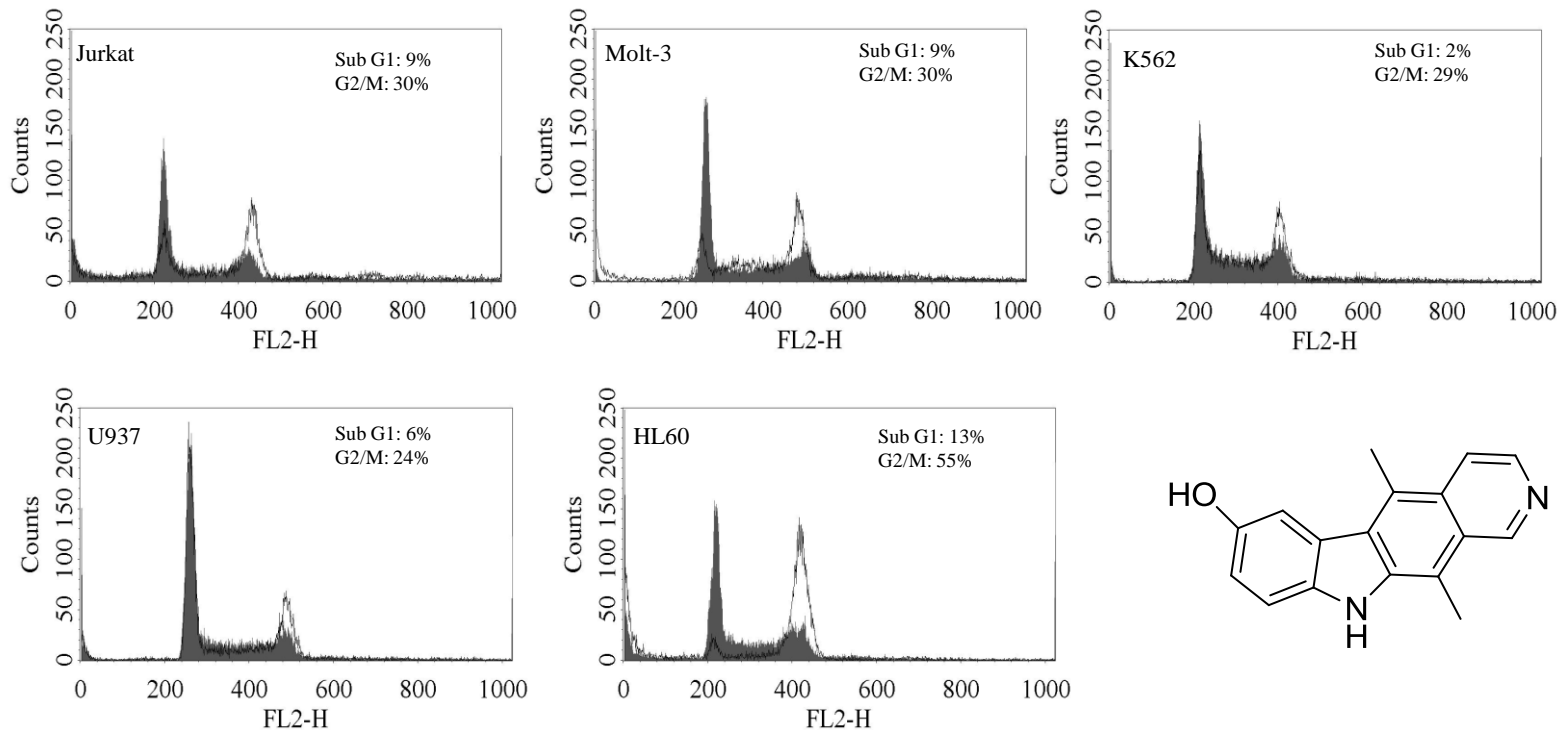 Jurkat
Sub G1: 9%
G2/M: 30%
250
200
150
100
50
0
Counts
0 200 400 600 800 1000
FL2-H
Molt-3
Sub G1: 9%
G2/M: 30%
250
200
150
100
50
0
Counts
0 200 400 600 800 1000
FL2-H
K562
Sub G1: 2%
G2/M: 29%
250
200
150
100
50
0
Counts
0 200 400 600 800 1000
FL2-H
U937
Sub G1: 6%
G2/M: 24%
250
200
150
100
50
0
Counts
0 200 400 600 800 1000
FL2-H
HL60
Sub G1: 13%
G2/M: 55%
250
200
150
100
50
0
Counts
0 200 400 600 800 1000
FL2-H
HO
N
N
H